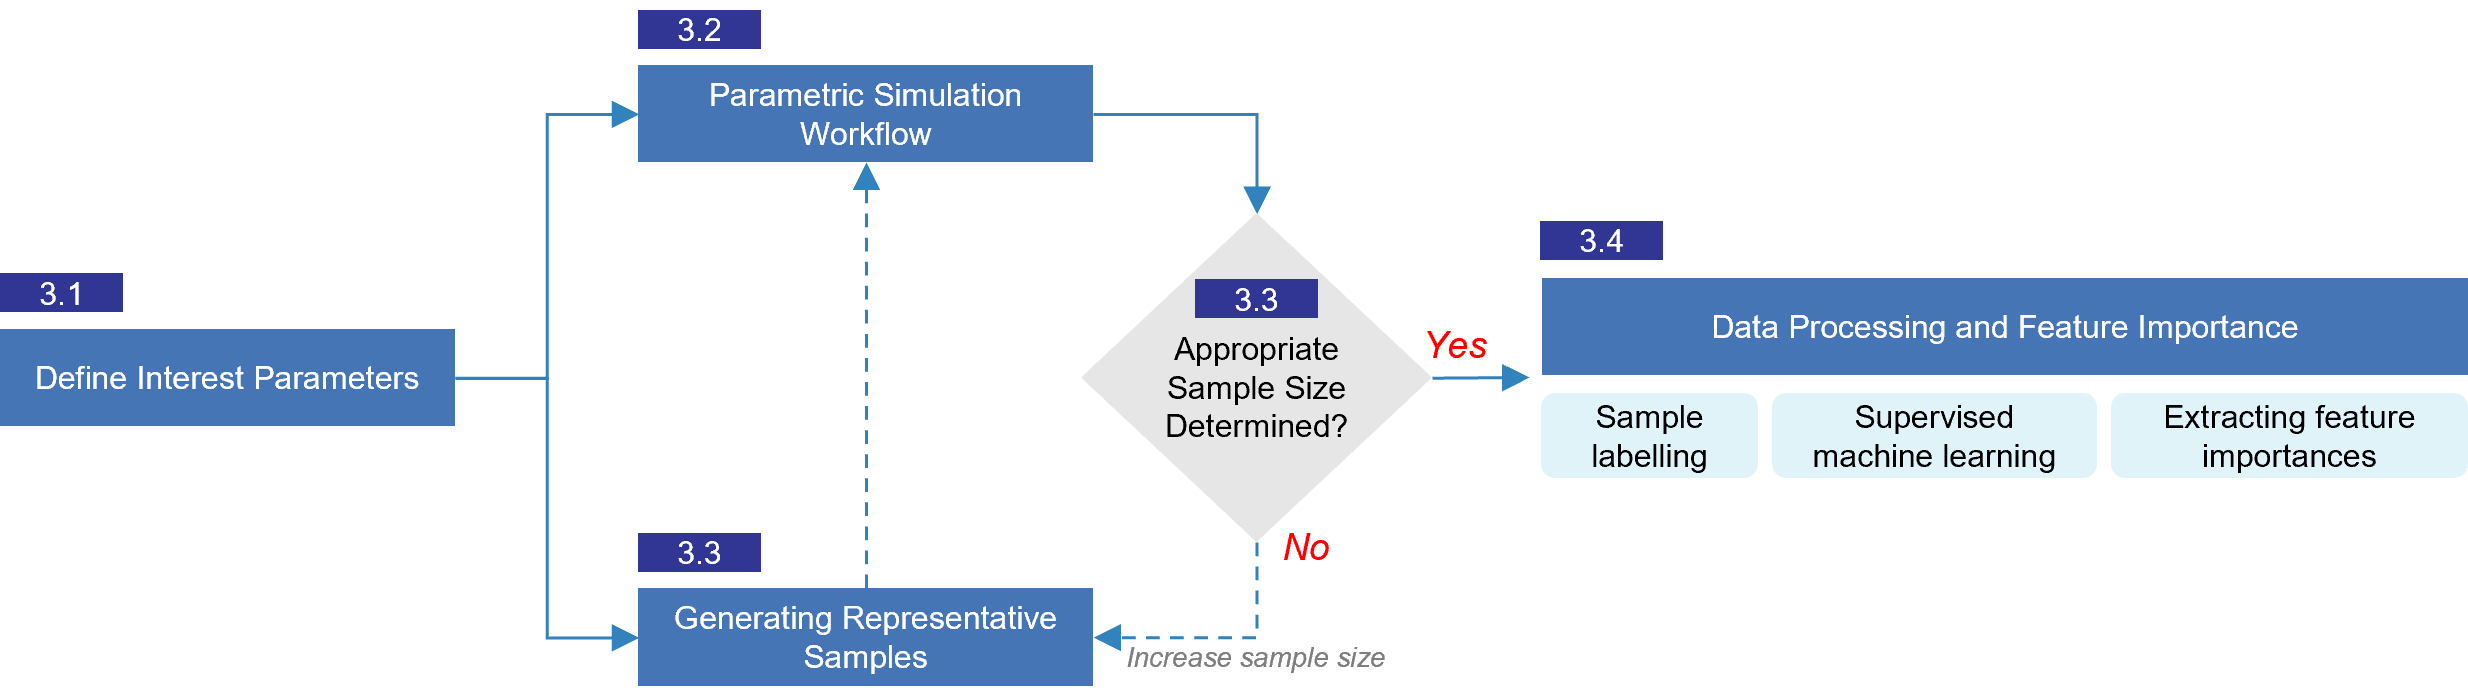 3.1
Define Interest Parameters
3.2
Parametric Simulation
Workflow
3.3
Generating Representative
Samples
3.3
Appropriate
Sample Size
Determined?
Yes
No
Increase sample size
3.4
Data Processing and Feature Importance
Sample
labelling
Supervised
machine learning
Extracting feature
importances